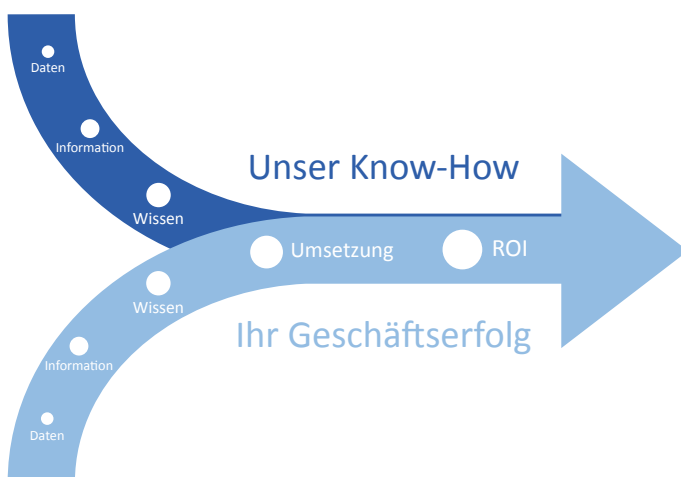 Daten
Information
Wissen
Unser Know-How
Umsetzung
ROI
Wissen
Ihr Geschäftserfolg
Information
Daten